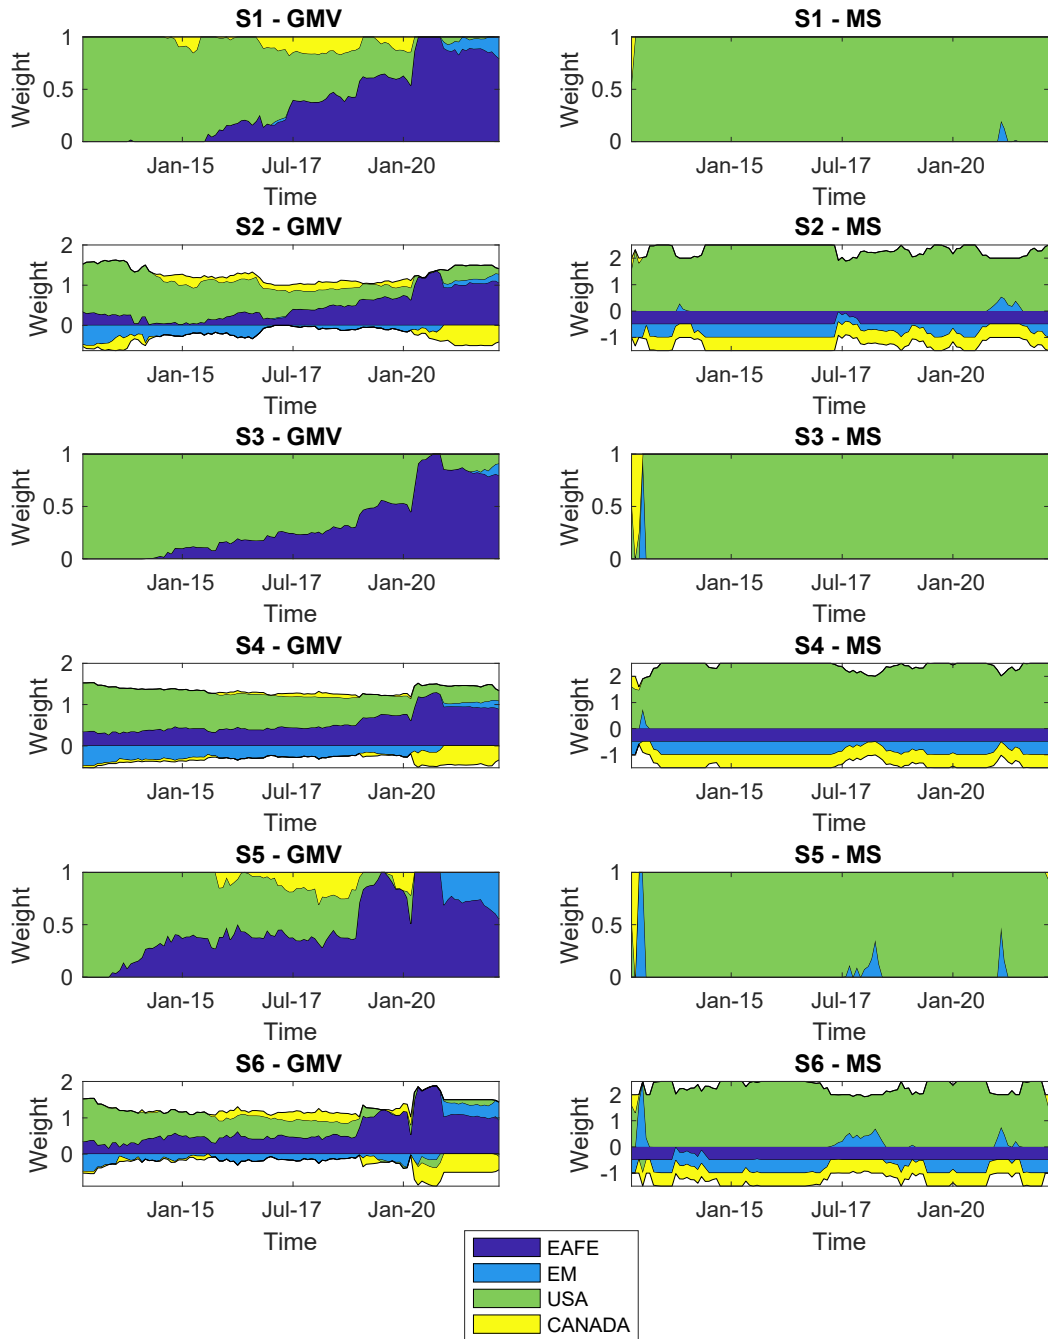 S1 - GMV
S1 - MS
1
0.5
0
Weight
Jan-15 Jul-17 Jan-20
Time
1
0.5
0
Weight
Jan-15 Jul-17 Jan-20
Time
S2 - GMV
S2 - MS
2
1
0
Weight
Jan-15 Jul-17 Jan-20
Time
2
1
0
-1
Weight
Jan-15 Jul-17 Jan-20
Time
S3 - GMV
S3 - MS
1
0.5
0
Weight
Jan-15 Jul-17 Jan-20
Time
1
0.5
0
Weight
Jan-15 Jul-17 Jan-20
Time
S4 - GMV
S4 - MS
2
1
0
Weight
Jan-15 Jul-17 Jan-20
Time
2
1
0
-1
Weight
Jan-15 Jul-17 Jan-20
Time
S5 - GMV
S5 - MS
1
0.5
0
Weight
Jan-15 Jul-17 Jan-20
Time
1
0.5
0
Weight
Jan-15 Jul-17 Jan-20
Time
S6 - GMV
S6 - MS
2
1
0
Weight
Jan-15 Jul-17 Jan-20
Time
2
1
0
-1
Weight
Jan-15 Jul-17 Jan-20
Time
EAFE
EM
USA
CANADA